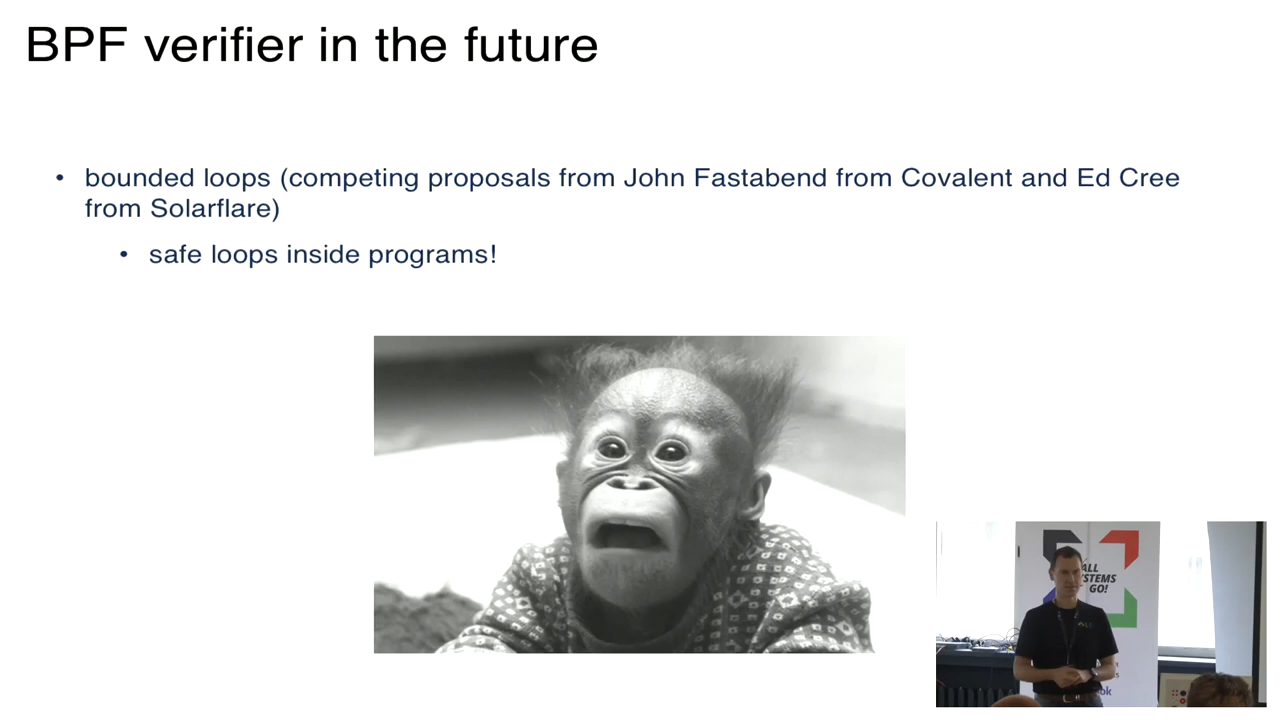 BPF verifier in the future
• bounded loops (competing proposals from John Fastabend from Covalent and Ed Cree
from Solarflare)
• safe loops inside programs!
ALL
STEMS
GO!